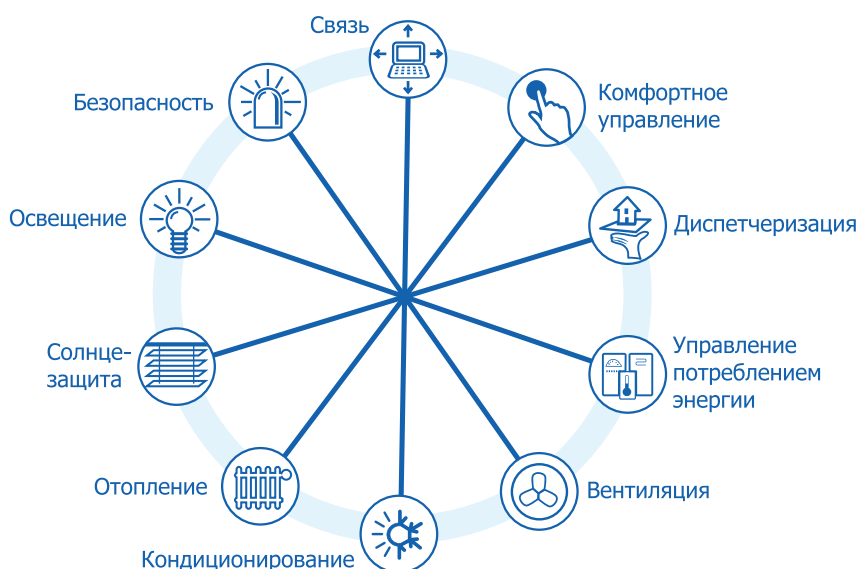 Связь
Комфортное
управление
Диспетчеризация
Управление
потреблением
энергии
Вентиляция
Кондиционирование
Отопление
Солнце-
защита
Освещение
Безопасность